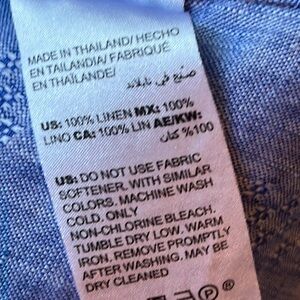 MADE IN THAILAND/ HECHO
EN TAILANDIA/ FABRIQUÉ
EN THAÏLANDE/
صنع في تايلاند
US: 100% LINEN MX: 100%
LINO CA: 100% LIN AE/KW:
100% كتان
US: DO NOT USE FABRIC
SOFTENER. WITH SIMILAR
COLORS. MACHINE WASH
COLD. ONLY
NON-CHLORINE BLEACH.
TUMBLE DRY LOW. WARM
IRON. REMOVE PROMPTLY
AFTER WASHING. MAY BE
DRY CLEANED